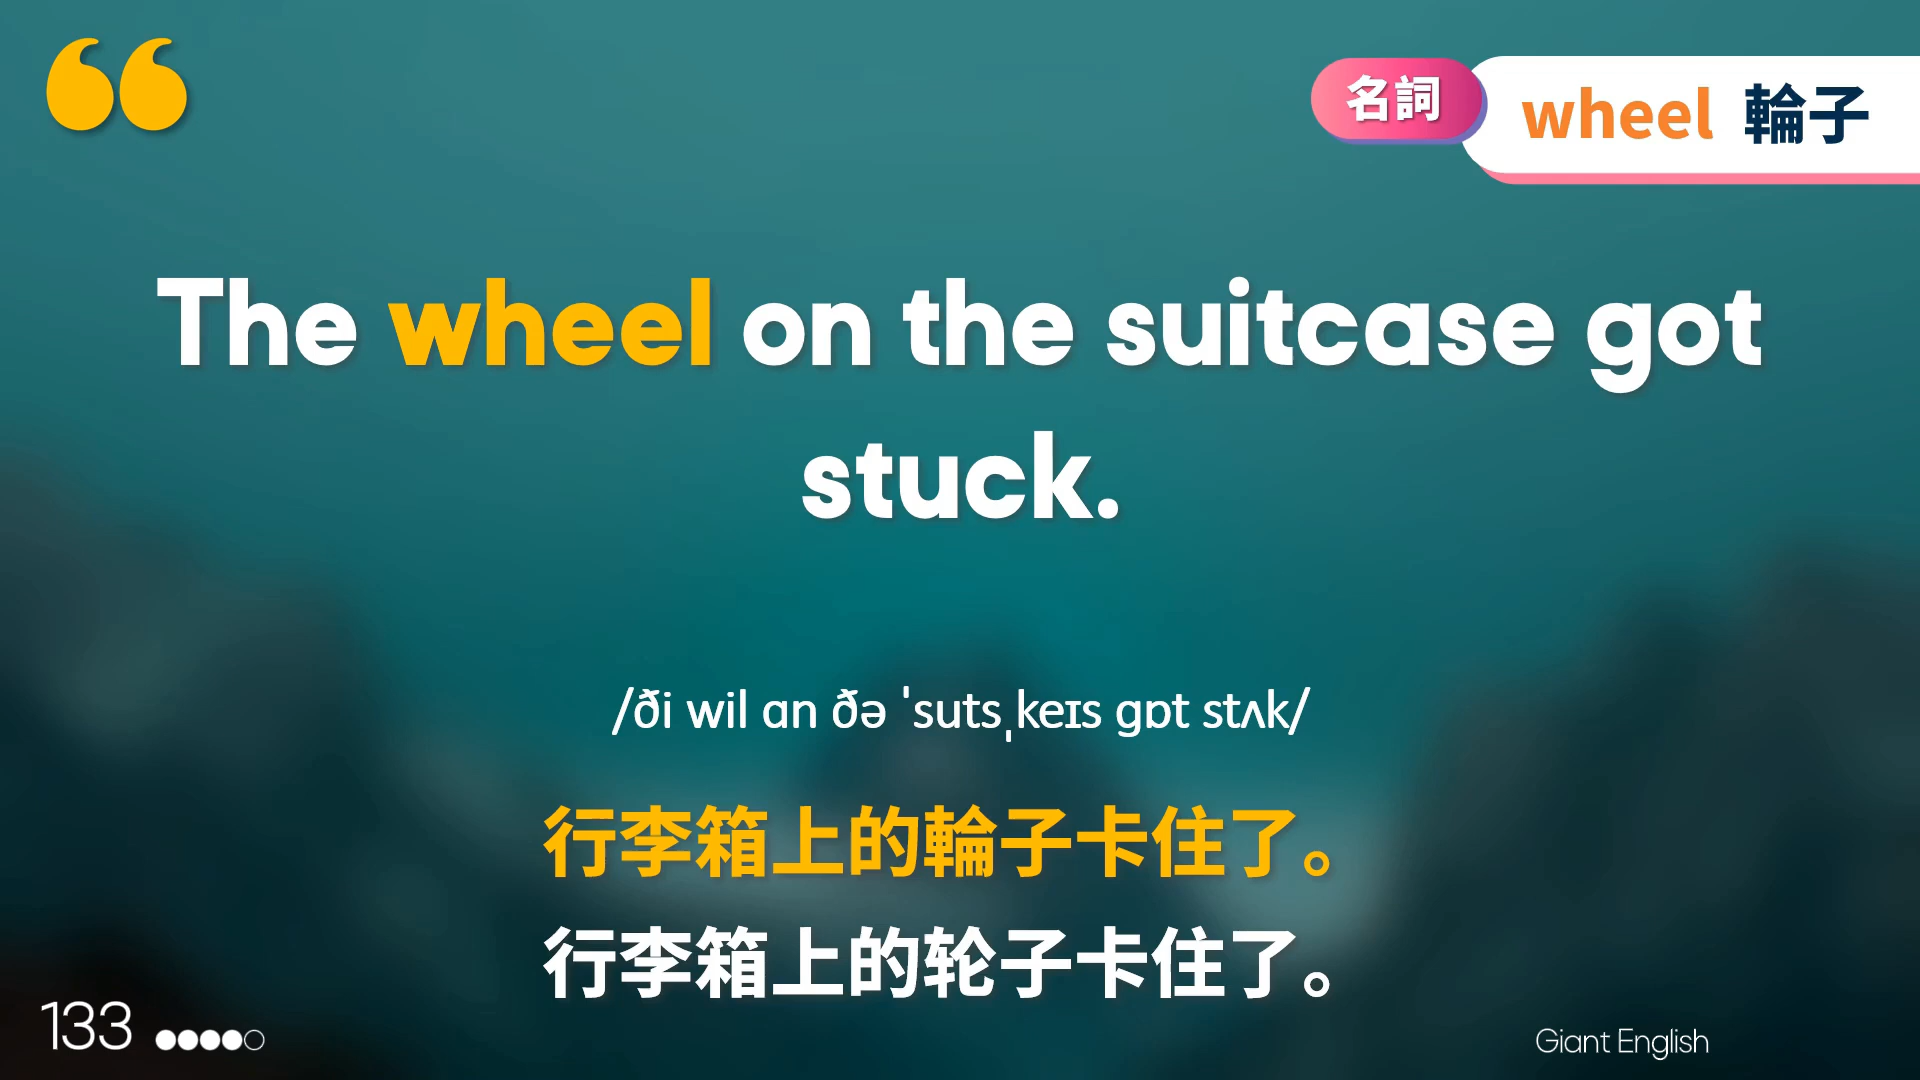 名詞
wheel 輪子
The wheel on the suitcase got
stuck.
/ði wil ɑn ðə ˈsutsˌkeɪs ɡɒt stʌk/
行李箱上的輪子卡住了。
行李箱上的轮子卡住了。
133
Giant English